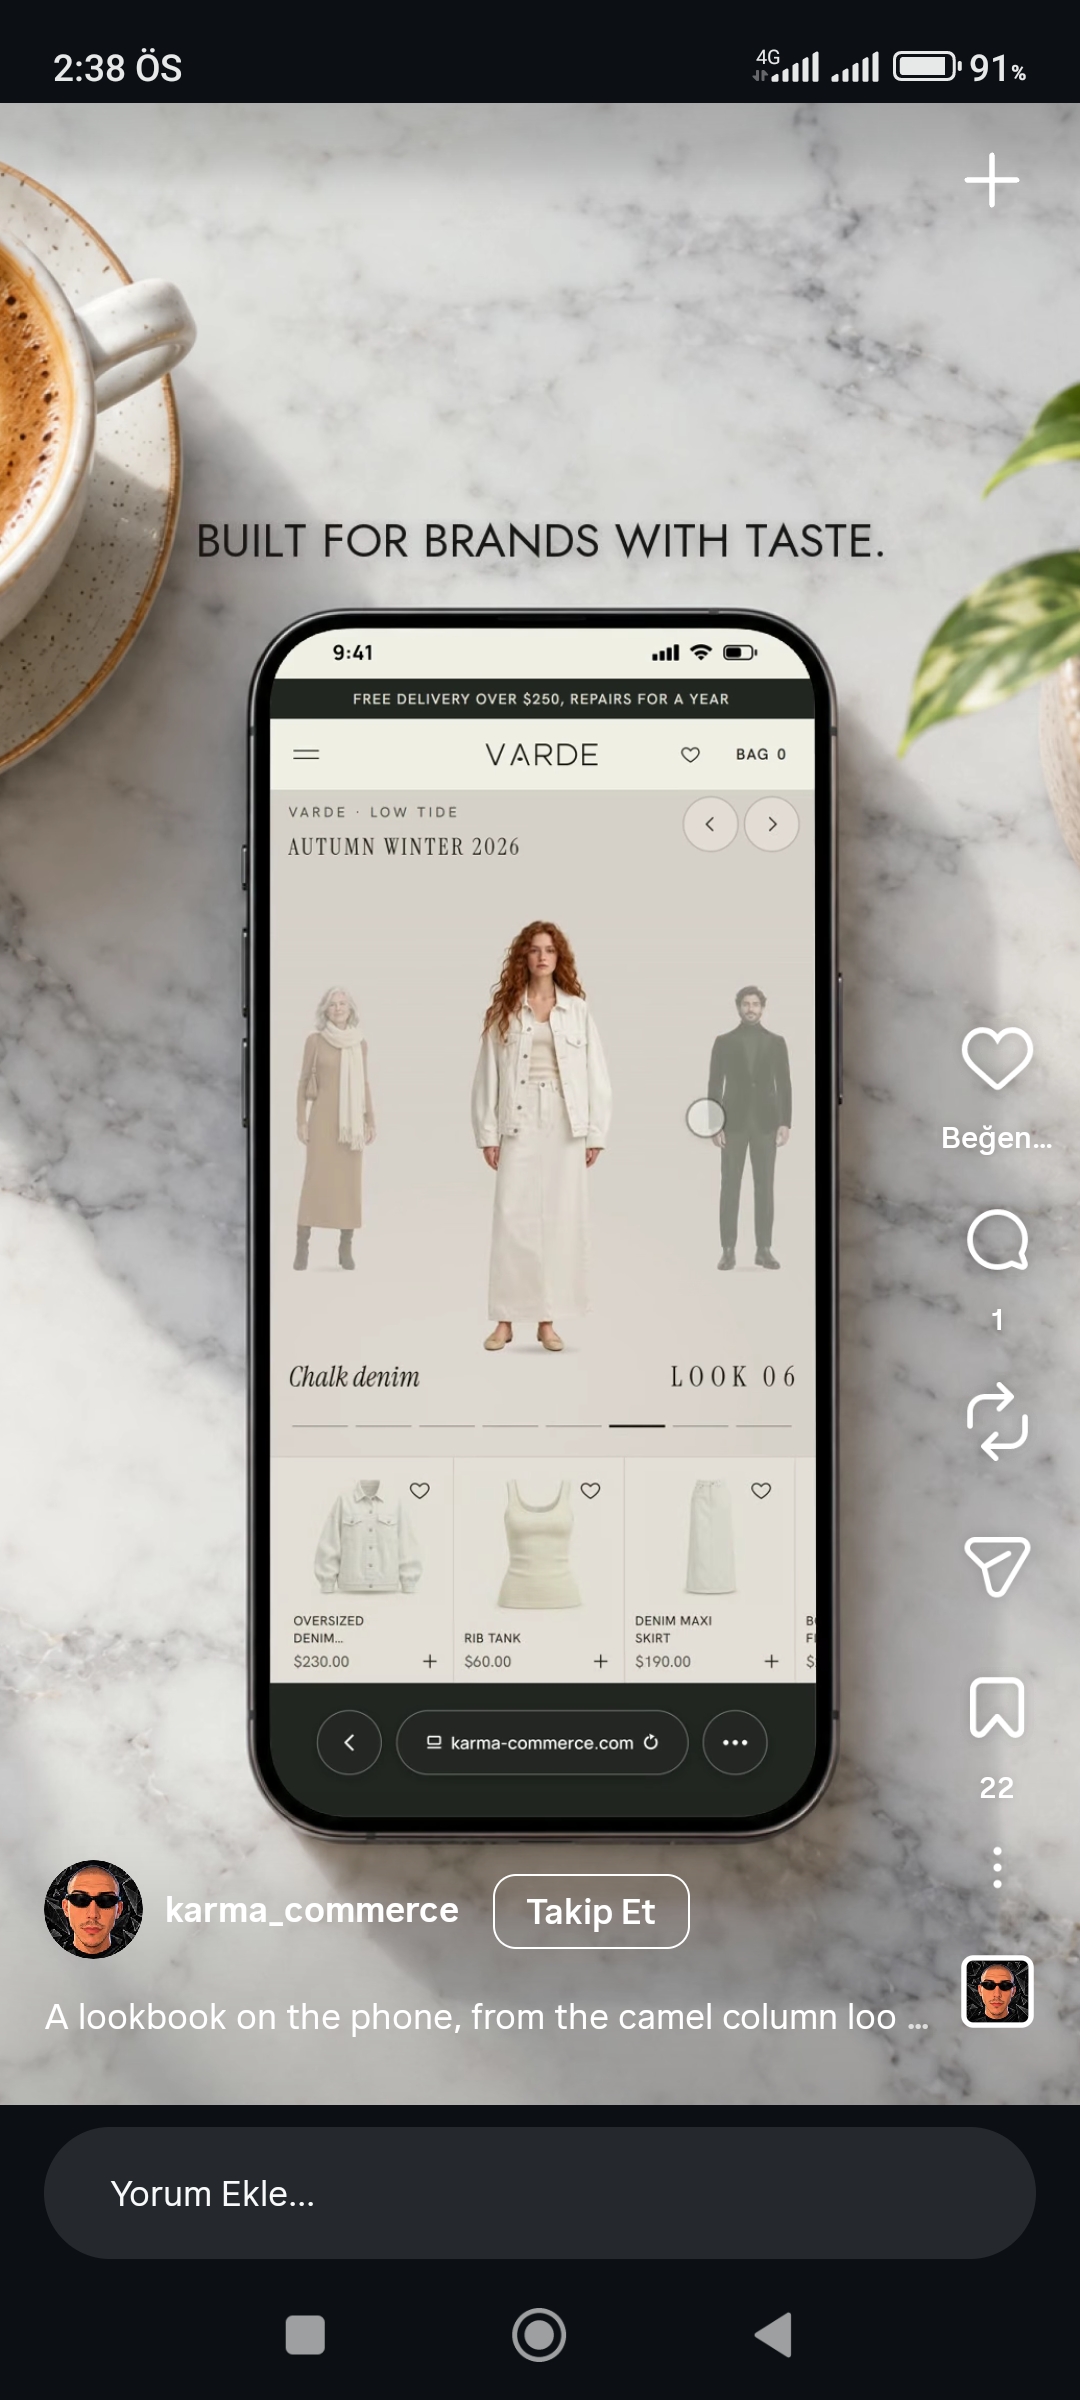 2:38 ÖS
4G
91%
BUILT FOR BRANDS WITH TASTE.
9:41
FREE DELIVERY OVER $250, REPAIRS FOR A YEAR
VARDE
BAG 0
VARDE · LOW TIDE
AUTUMN WINTER 2026
Chalk denim
LOOK 06
OVERSIZED
DENIM...
$230.00
RIB TANK
$60.00
DENIM MAXI
SKIRT
$190.00
karma-commerce.com
Beğen...
1
22
karma_commerce
Takip Et
A lookbook on the phone, from the camel column loo ...
Yorum Ekle...